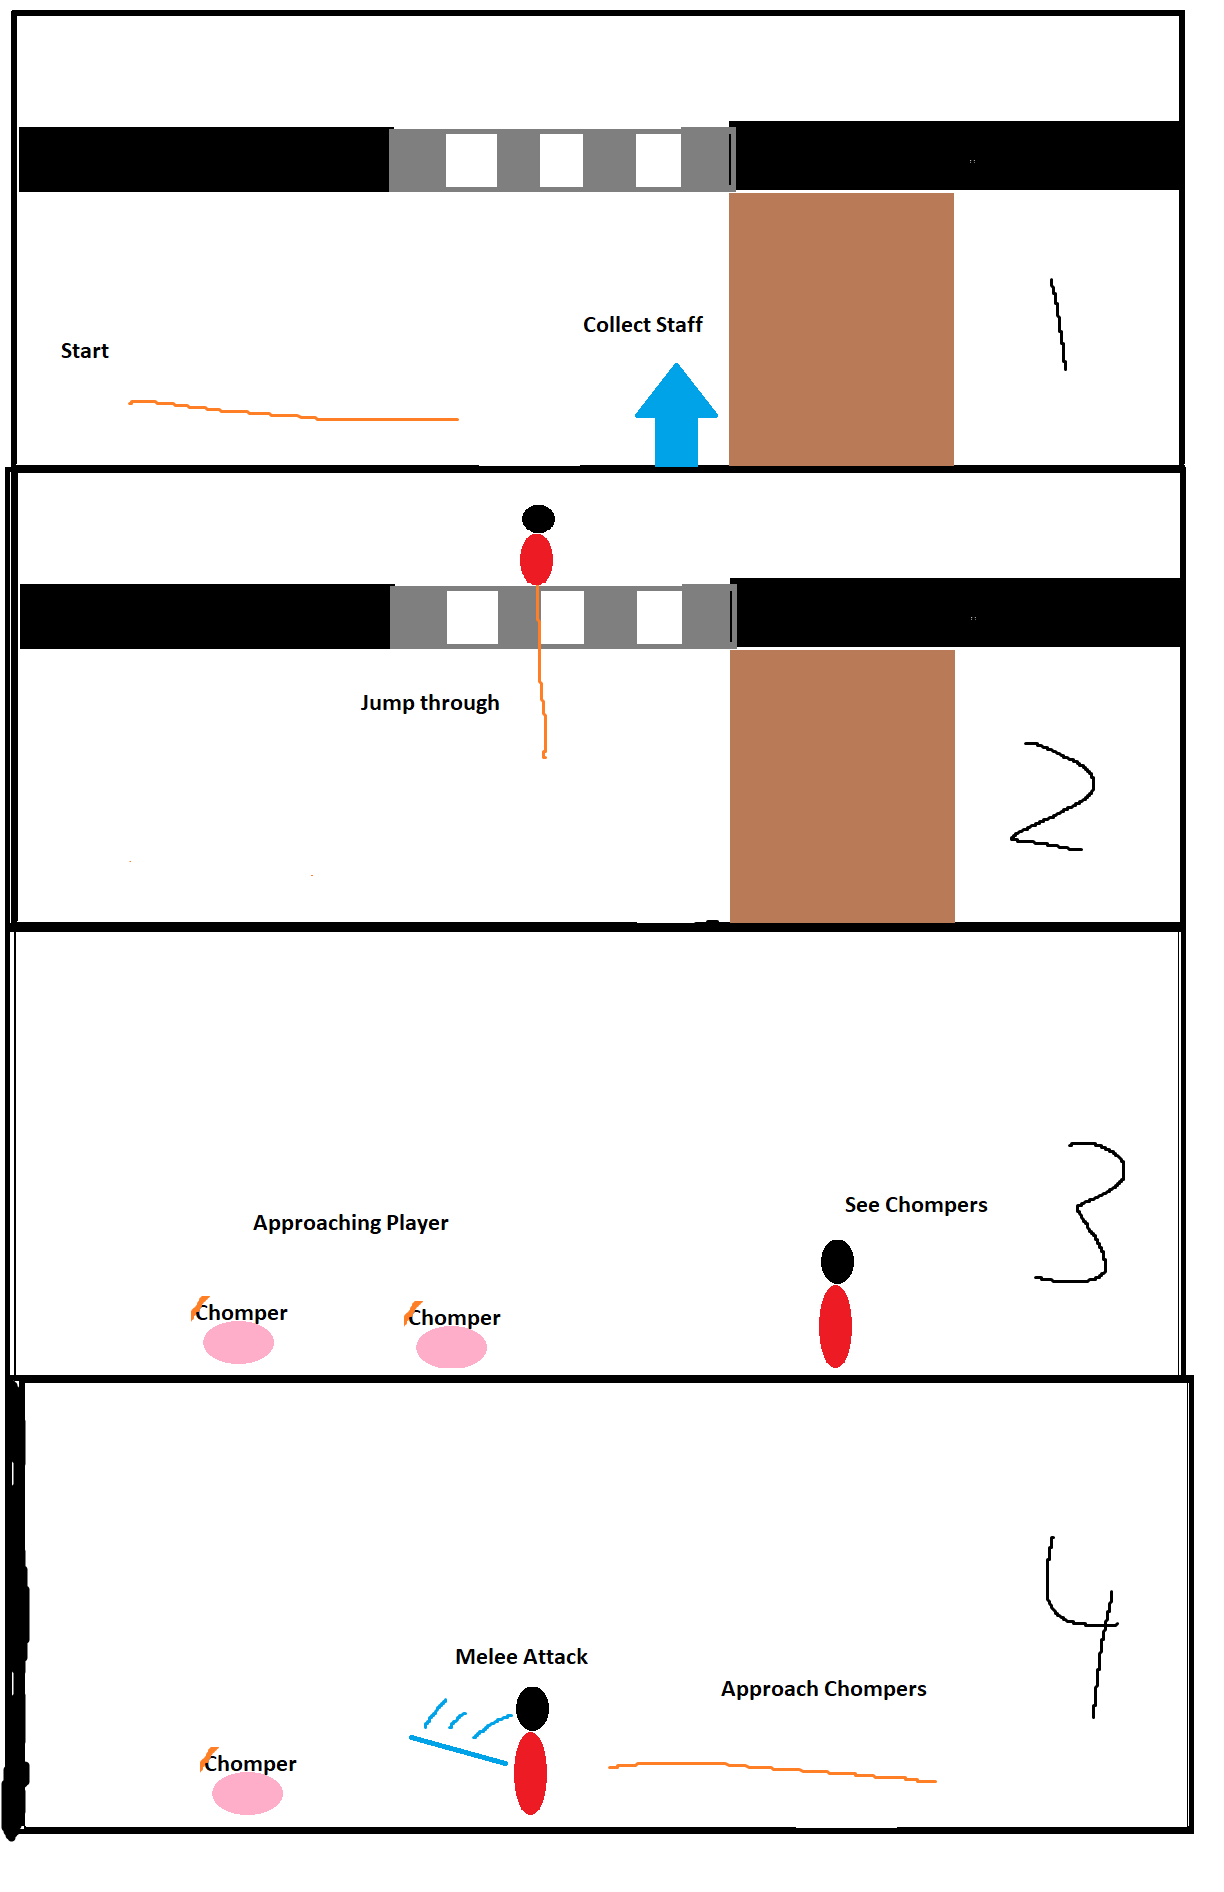 Collect Staff
Start
1
Jump through
2
See Chompers
Approaching Player
3
Chomper
Chomper
4
Melee Attack
Approach Chompers
Chomper